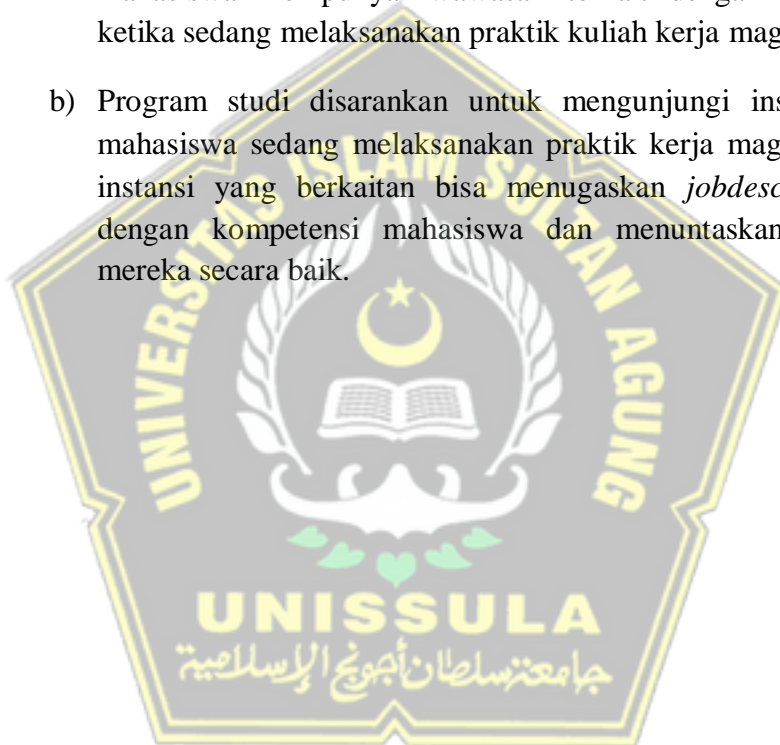 ketika sedang melaksanakan praktik kuliah kerja mag
b) Program studi disarankan untuk mengunjungi ins
mahasiswa sedang melaksanakan praktik kerja mag
instansi yang berkaitan bisa menugaskan jobdesc
dengan kompetensi mahasiswa dan menuntaskan
mereka secara baik.
UNIVERSITAS ISLAM SULTAN AGUNG
UNISSULA
جامعة سلطان أجونج الإسلامية